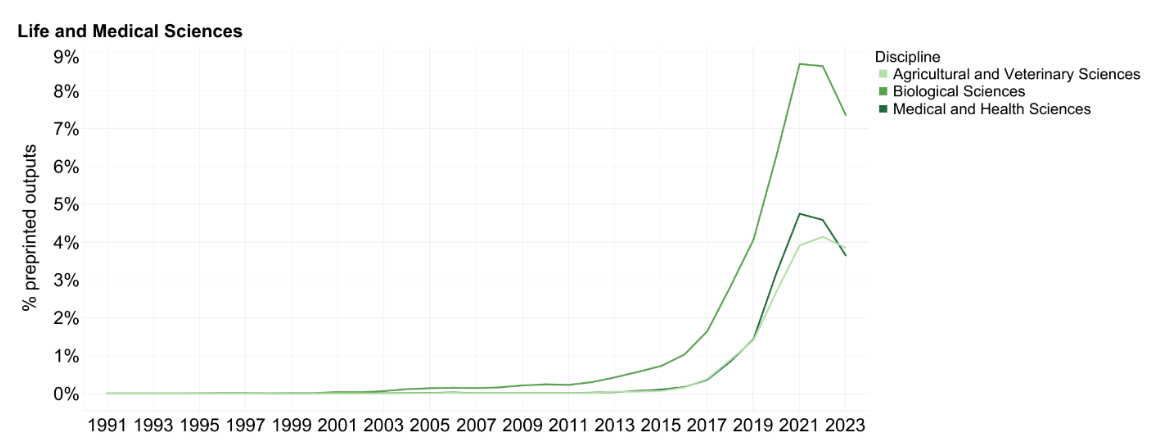 Life and Medical Sciences
% preprinted outputs
9%
8%
7%
6%
5%
4%
3%
2%
1%
0%
1991 1993 1995 1997 1999 2001 2003 2005 2007 2009 2011 2013 2015 2017 2019 2021 2023
Discipline
Agricultural and Veterinary Sciences
Biological Sciences
Medical and Health Sciences